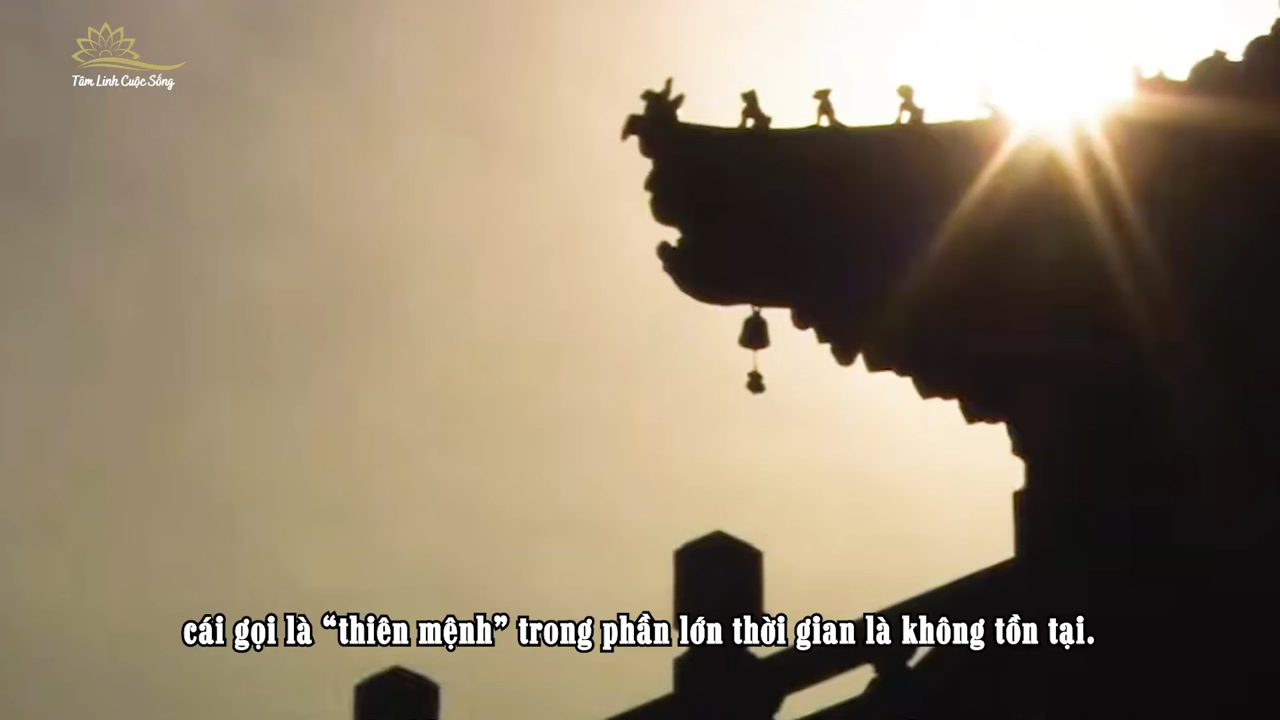 Tâm Linh Cuộc Sống
cái gọi là “thiên mệnh” trong phần lớn thời gian là không tồn tại.